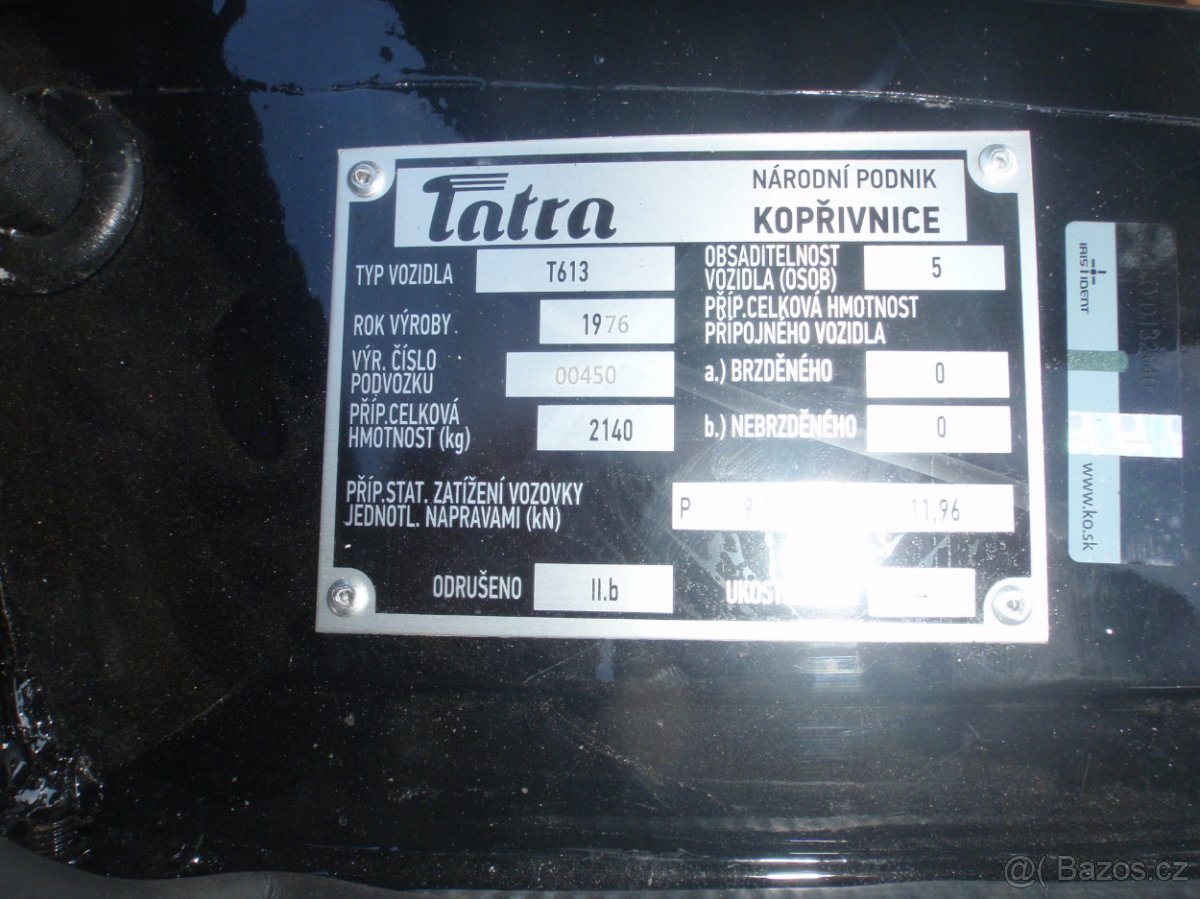 Tatra
NÁRODNÍ PODNIK
KOPŘIVNICE
TYP VOZIDLA T613
ROK VÝROBY 1976
VÝR. ČÍSLO
PODVOZKU 00450
PŘÍP.CELKOVÁ
HMOTNOST (kg) 2140
OBSADITELNOST
VOZIDLA (OSOB) 5
PŘÍP.CELKOVÁ HMOTNOST
PŘÍPOJNÉHO VOZIDLA
a.) BRZDĚNÉHO 0
b.) NEBRZDĚNÉHO 0
PŘÍP.STAT. ZATÍŽENÍ VOZOVKY
JEDNOTL. NÁPRAVAMI (kN) P 11,96
ODRUŠENO II.b
IRIS IDENT
www.ko.sk
@( Bazos.cz